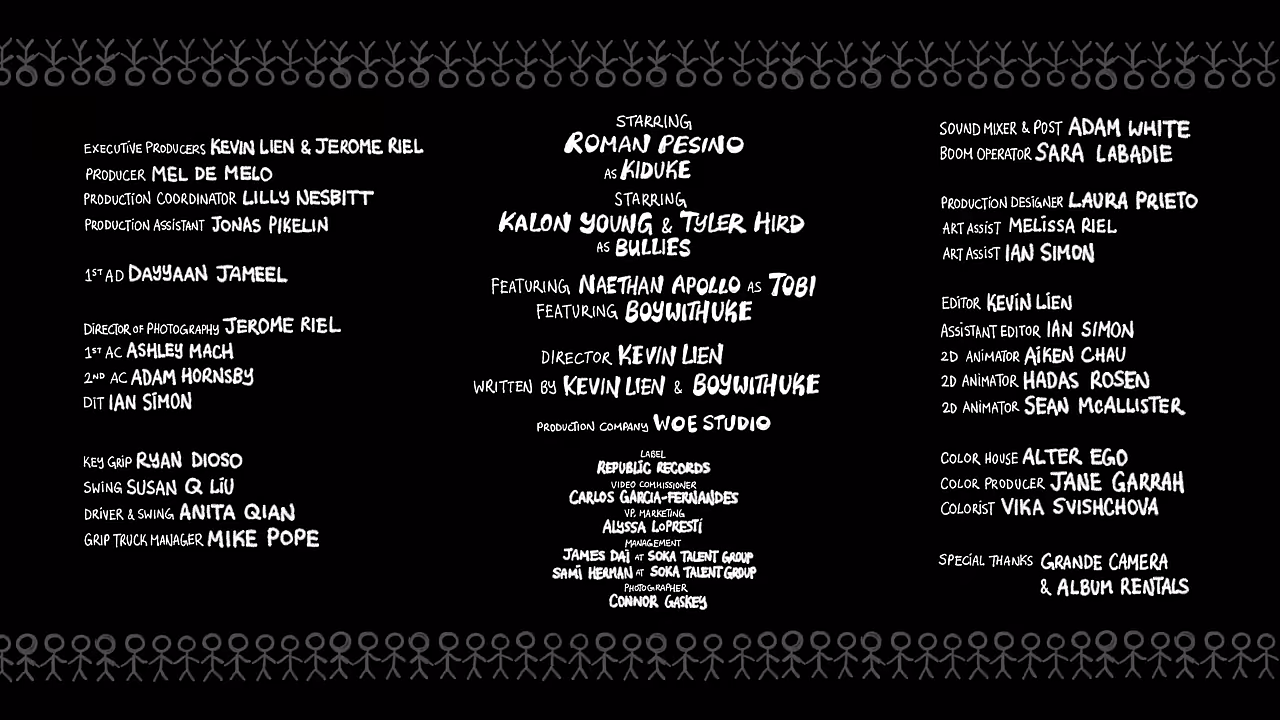 EXECUTIVE PRODUCERS KEVIN LIEN & JEROME RIEL
PRODUCER MEL DE MELO
PRODUCTION COORDINATOR LILLY NESBITT
PRODUCTION ASSISTANT JONAS PIKELIN
1ST AD DAYYAAN JAMEEL
DIRECTOR OF PHOTOGRAPHY JEROME RIEL
1ST AC ASHLEY MACH
2ND AC ADAM HORNSBY
DIT IAN SIMON
KEY GRIP RYAN DIOSO
SWING SUSAN Q LIU
DRIVER & SWING ANITA QIAN
GRIP TRUCK MANAGER MIKE POPE
STARRING
ROMAN PESINO
AS KIDUKE
STARRING
KALON YOUNG & TYLER HIRD
AS BULLIES
FEATURING NAETHAN APOLLO AS TOBI
FEATURING BOYWITHUKE
DIRECTOR KEVIN LIEN
WRITTEN BY KEVIN LIEN & BOYWITHUKE
PRODUCTION COMPANY WOE STUDIO
LABEL
REPUBLIC RECORDS
VIDEO COMMISSIONER
CARLOS GARCIA-FERNANDES
VP. MARKETING
ALYSSA LOPRESTI
MANAGEMENT
JAMES DAI AT SOKA TALENT GROUP
SAMI HERMAN AT SOKA TALENT GROUP
PHOTOGRAPHER
CONNOR GASKEY
SOUND MIXER & POST ADAM WHITE
BOOM OPERATOR SARA LABADIE
PRODUCTION DESIGNER LAURA PRIETO
ART ASSIST MELISSA RIEL
ART ASSIST IAN SIMON
EDITOR KEVIN LIEN
ASSISTANT EDITOR IAN SIMON
2D ANIMATOR AIKEN CHAU
2D ANIMATOR HADAS ROSEN
2D ANIMATOR SEAN MCALLISTER
COLOR HOUSE ALTER EGO
COLOR PRODUCER JANE GARRAH
COLORIST VIKA SVISHCHOVA
SPECIAL THANKS GRANDE CAMERA
& ALBUM RENTALS